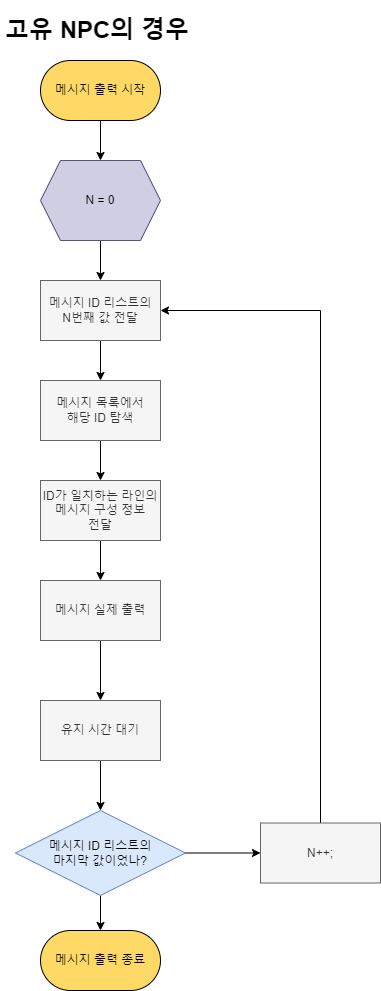 고유 NPC의 경우
메시지 출력 시작
N = 0
메시지 ID 리스트의
N번째 값 전달
메시지 목록에서
해당 ID 탐색
ID가 일치하는 라인의
메시지 구성 정보
전달
메시지 실제 출력
유지 시간 대기
메시지 ID 리스트의
마지막 값이었나?
N++;
메시지 출력 종료